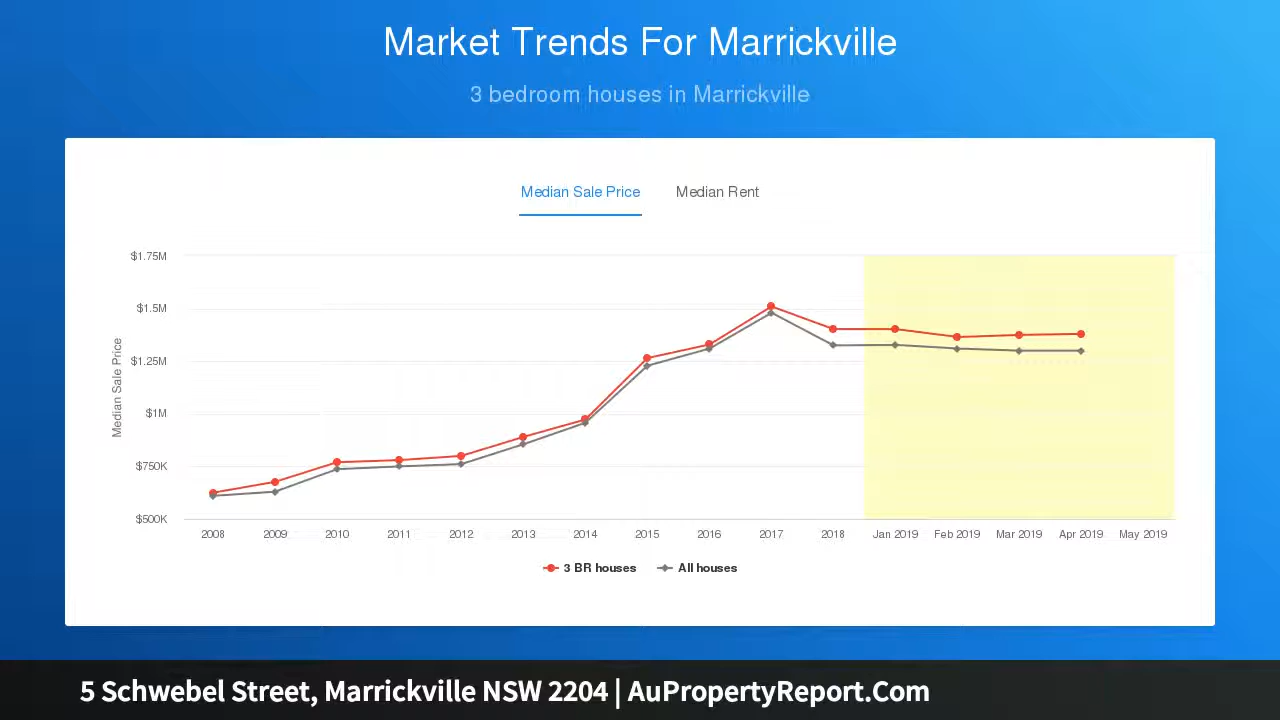 Market Trends For Marrickville
3 bedroom houses in Marrickville
Median Sale Price Median Rent
Median Sale Price
$1.75M
$1.5M
$1.25M
$1M
$750K
$500K
2008 2009 2010 2011 2012 2013 2014 2015 2016 2017 2018 Jan 2019 Feb 2019 Mar 2019 Apr 2019 May 2019
3 BR houses All houses
5 Schwebel Street, Marrickville NSW 2204 | AuPropertyReport.Com